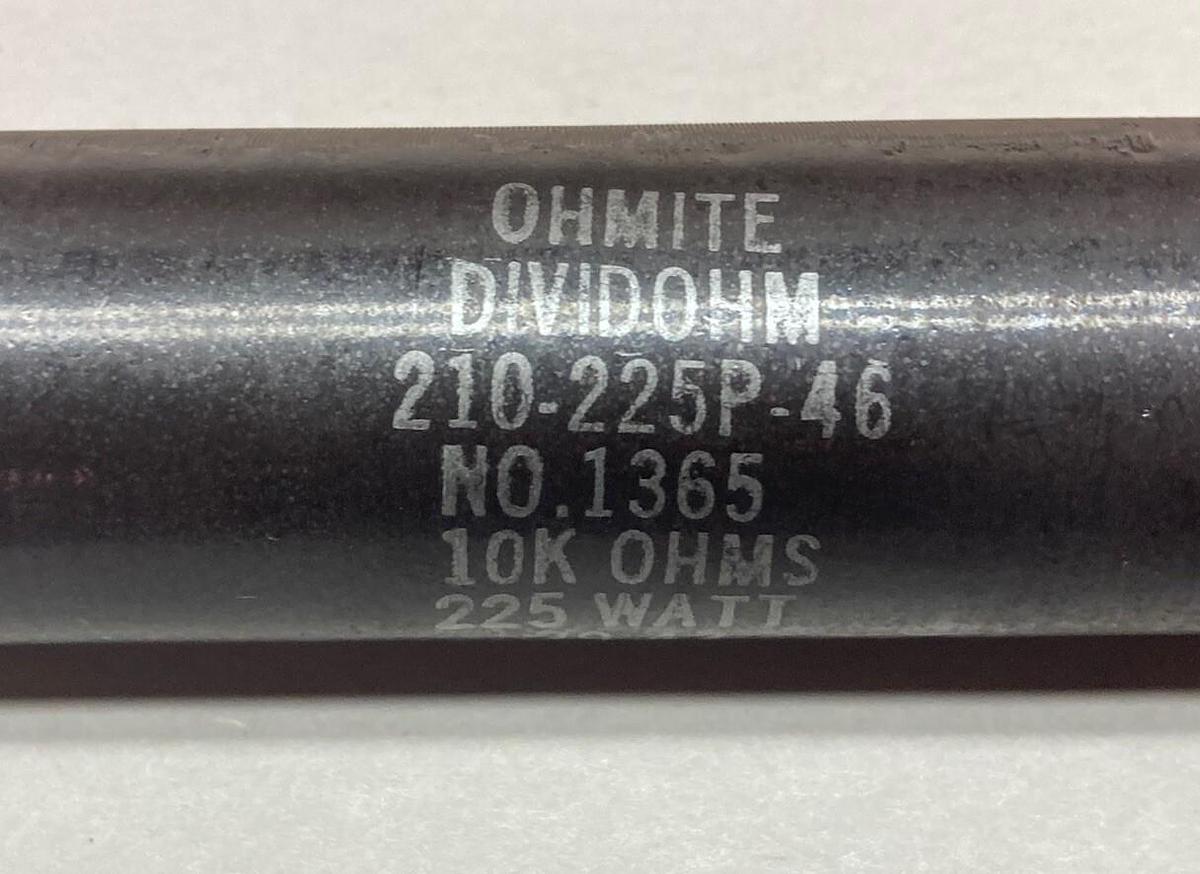 OHMITE
DIVIDOHM
210-225P-46
NO.1365
10K OHMS
225 WATT